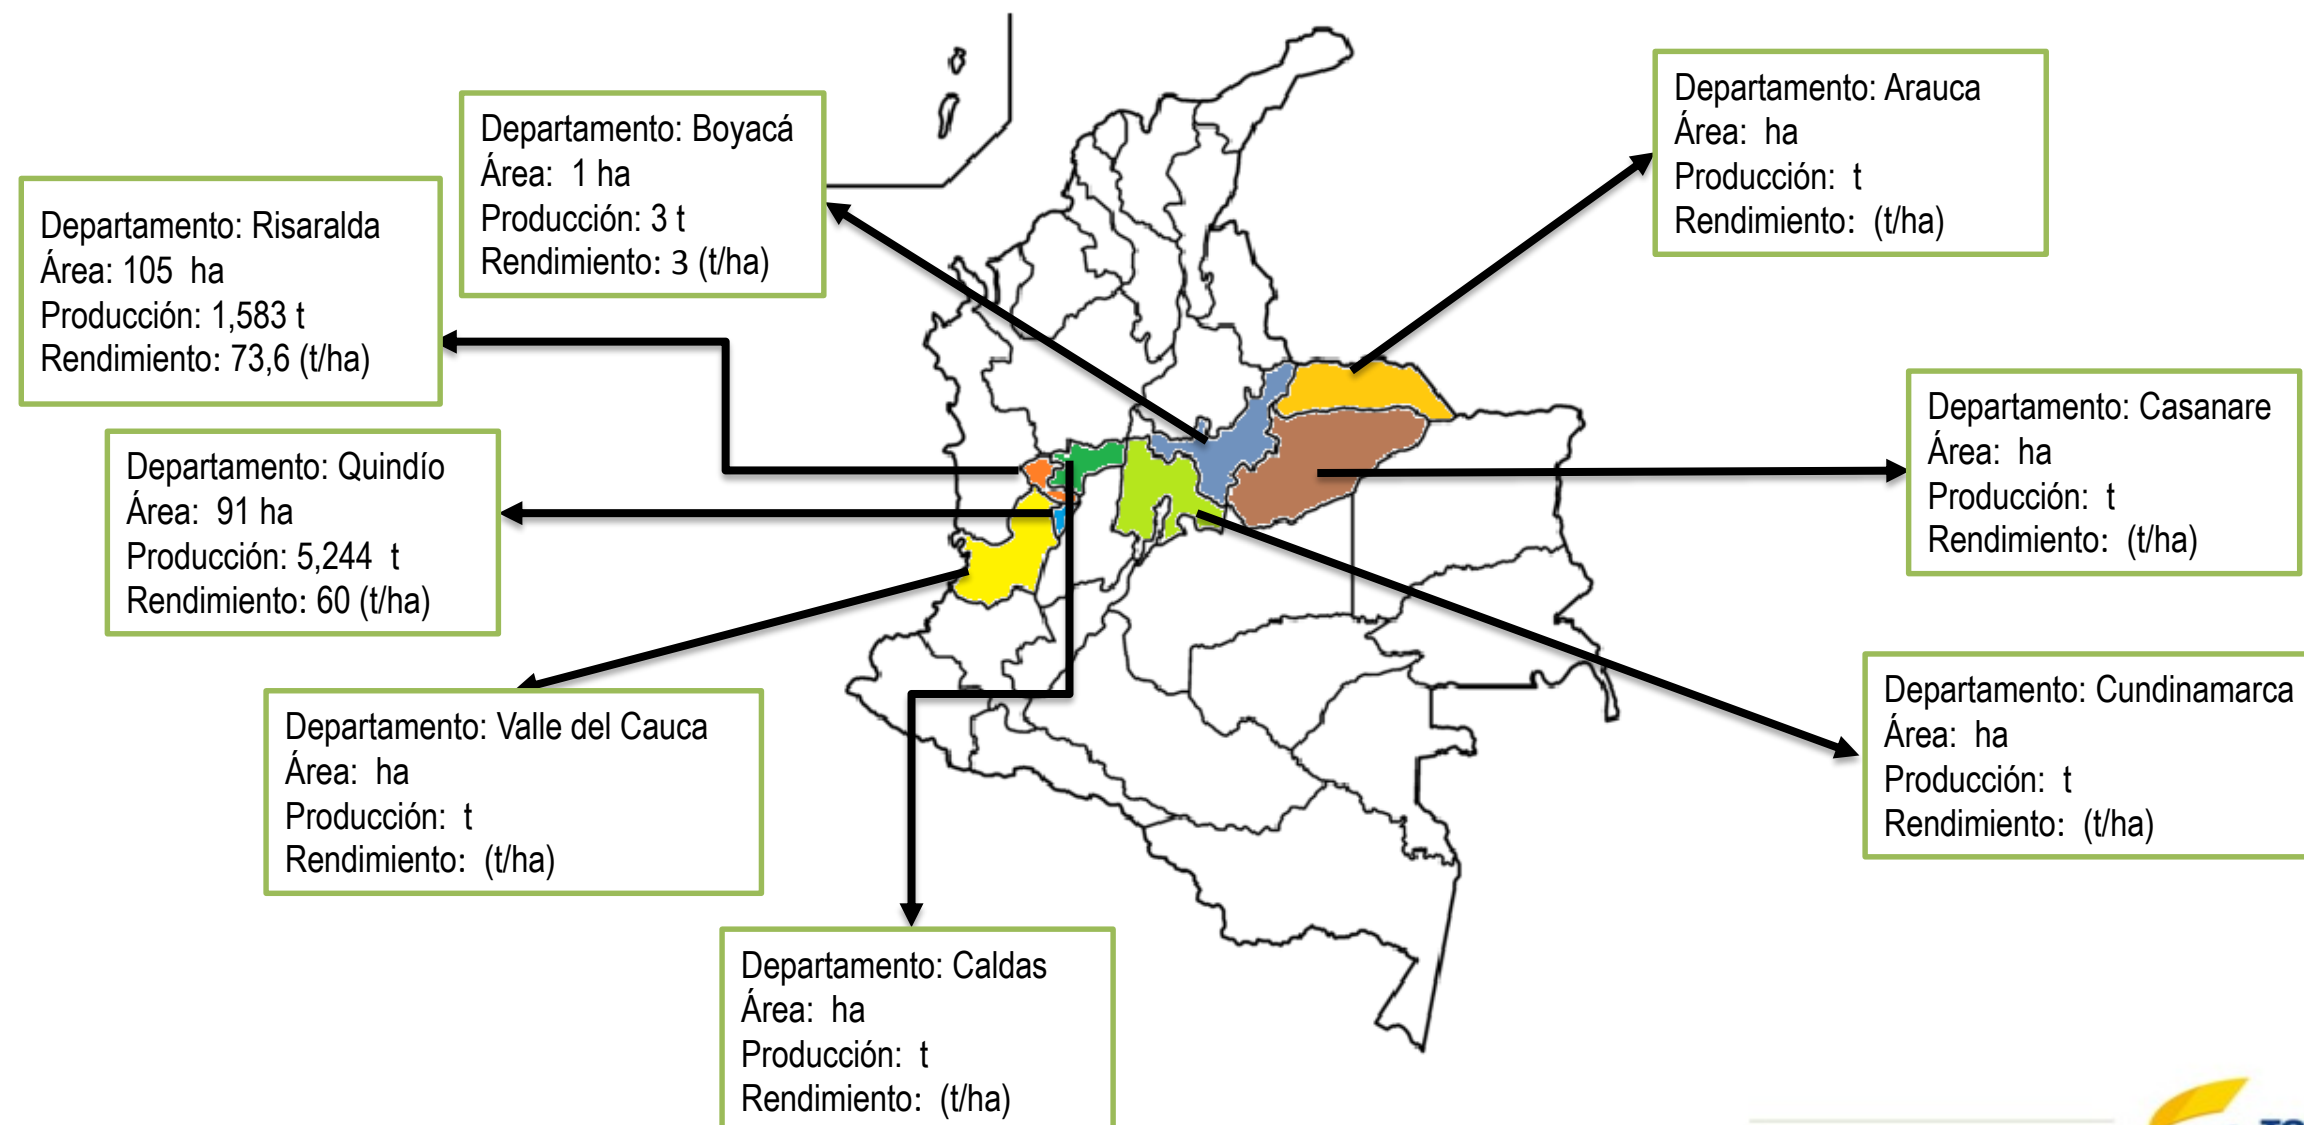 Departamento: Boyacá
Área:  1 ha
Producción: 3 t
Rendimiento: 3 (t/ha)
Departamento: Arauca
Área:  ha
Producción:  t
Rendimiento:  (t/ha)
Departamento: Risaralda
Área: 105  ha
Producción: 1,583 t
Rendimiento: 73,6 (t/ha)
Departamento: Casanare
Área:  ha
Producción:  t
Rendimiento:  (t/ha)
Departamento: Quindío
Área:  91 ha
Producción: 5,244  t
Rendimiento: 60 (t/ha)
Departamento: Cundinamarca
Área:  ha
Producción:  t
Rendimiento:  (t/ha)
Departamento: Valle del Cauca
Área:  ha
Producción:  t
Rendimiento:  (t/ha)
Departamento: Caldas
Área:  ha
Producción:  t
Rendimiento:  (t/ha)